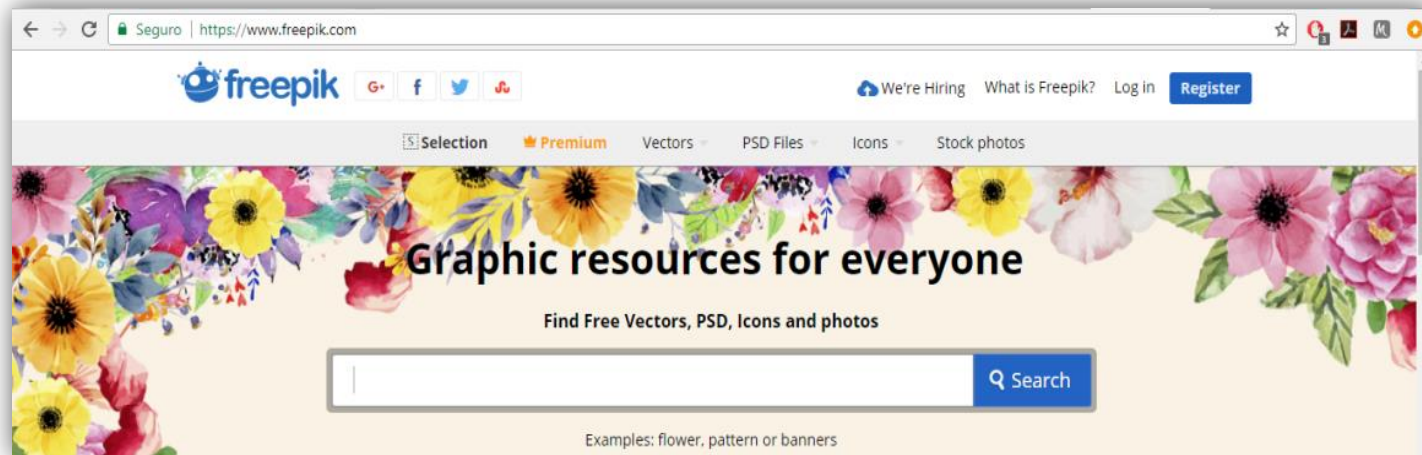 Seguro | https://www.freepik.com
3
freepik G+ f We're Hiring What is Freepik? Log in Register
S Selection Premium Vectors PSD Files Icons Stock photos
Graphic resources for everyone
Find Free Vectors, PSD, Icons and photos
Search
Examples: flower, pattern or banners